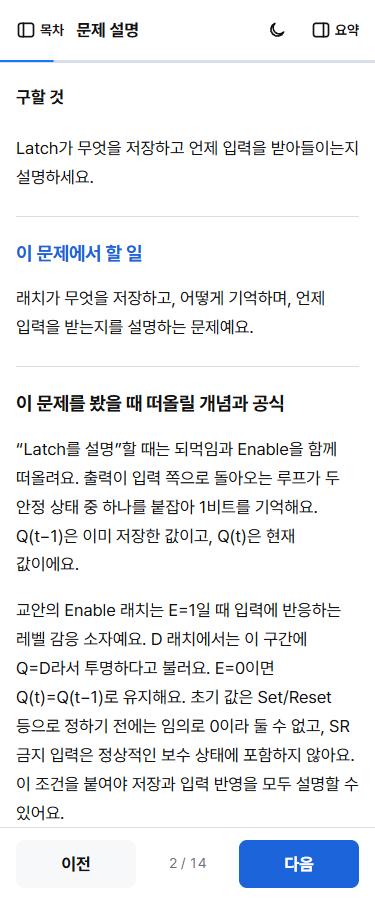 목차 문제 설명 요약
구할 것
Latch가 무엇을 저장하고 언제 입력을 받아들이는지
설명하세요.
이 문제에서 할 일
래치가 무엇을 저장하고, 어떻게 기억하며, 언제
입력을 받는지를 설명하는 문제예요.
이 문제를 봤을 때 떠올릴 개념과 공식
“Latch를 설명”할 때는 되먹임과 Enable을 함께
떠올려요. 출력이 입력 쪽으로 돌아오는 루프가 두
안정 상태 중 하나를 붙잡아 1비트를 기억해요.
Q(t−1)은 이미 저장한 값이고, Q(t)은 현재
값이에요.
교안의 Enable 래치는 E=1일 때 입력에 반응하는
레벨 감응 소자예요. D 래치에서는 이 구간에
Q=D라서 투명하다고 불러요. E=0이면
Q(t)=Q(t−1)로 유지해요. 초기 값은 Set/Reset
등으로 정하기 전에는 임의로 0이라 둘 수 없고, SR
금지 입력은 정상적인 보수 상태에 포함하지 않아요.
이 조건을 붙여야 저장과 입력 반영을 모두 설명할 수
있어요.
이전 2 / 14 다음